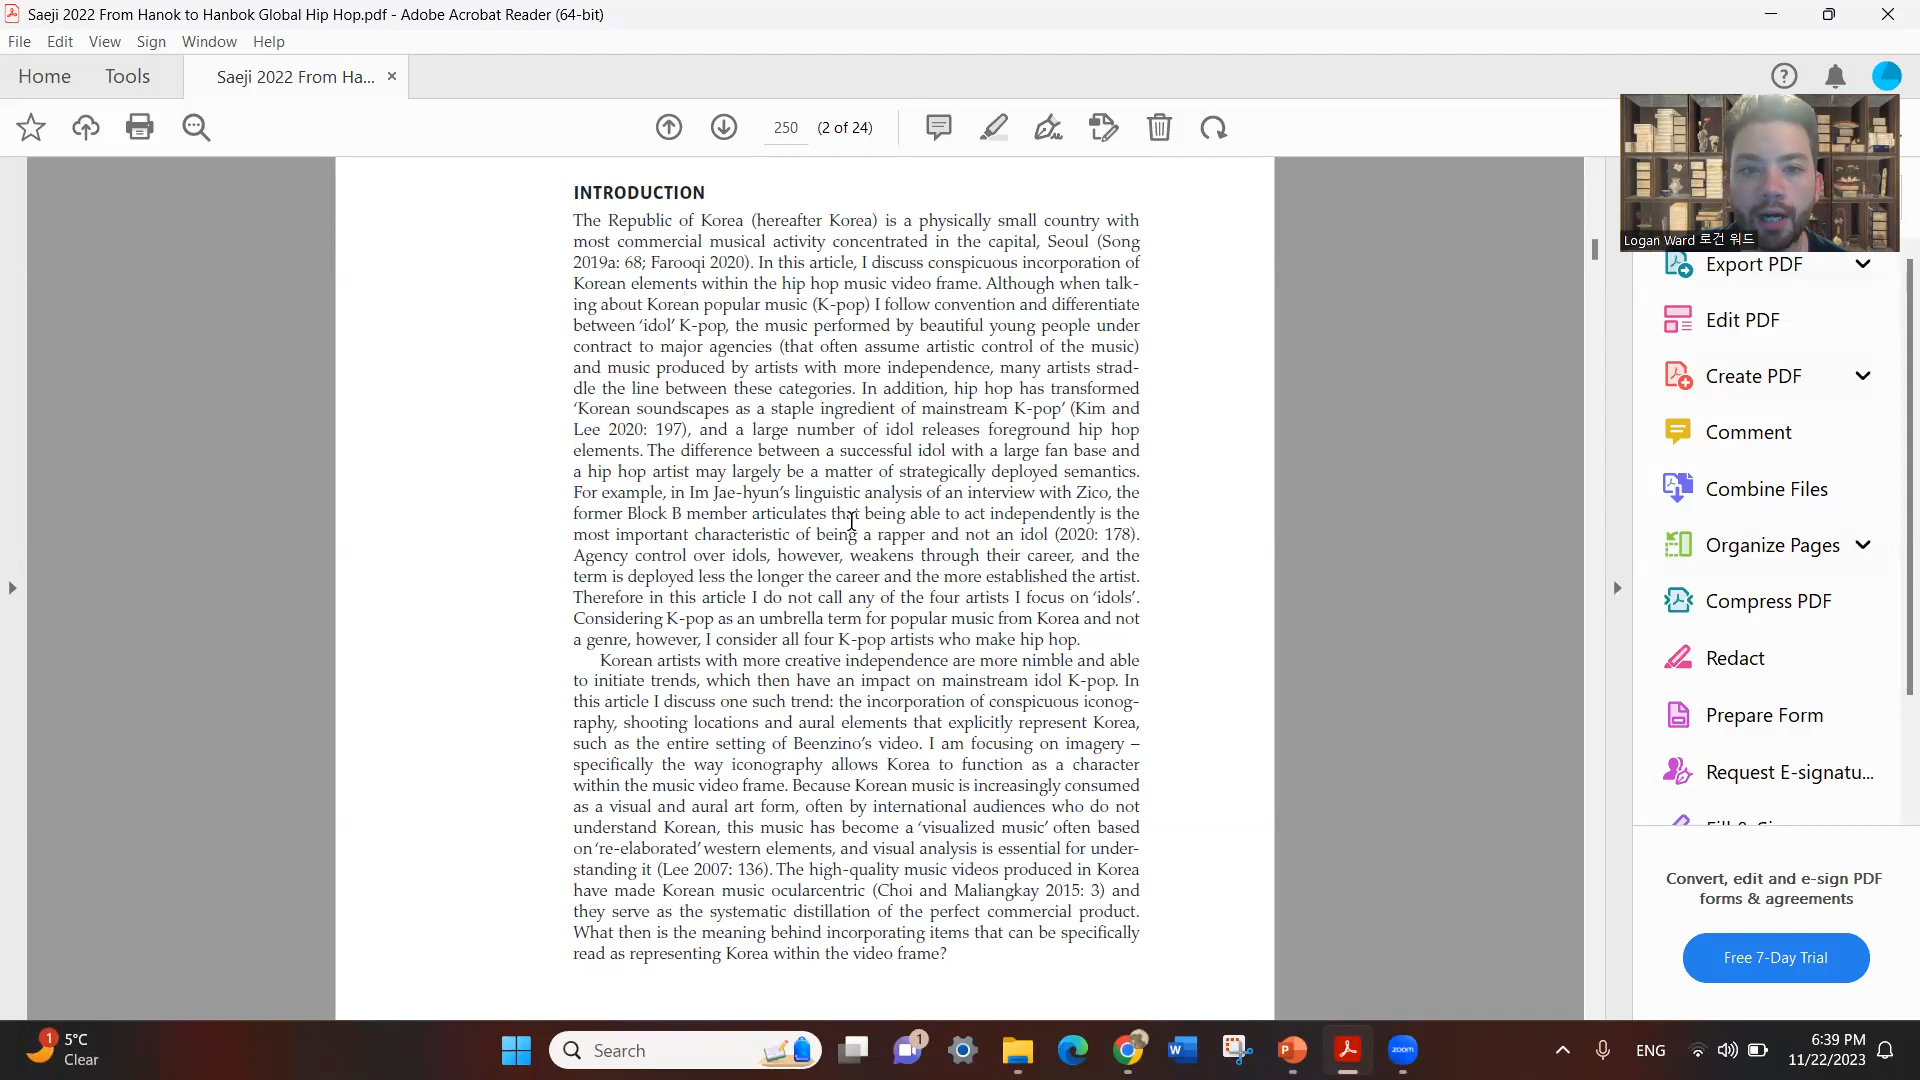 Saeji 2022 From Hanok to Hanbok Global Hip Hop.pdf - Adobe Acrobat Reader (64-bit)
File Edit View Sign Window Help
Home Tools Saeji 2022 From Ha... ×
250 (2 of 24)
Logan Ward 로건 워드
INTRODUCTION
The Republic of Korea (hereafter Korea) is a physically small country with
most commercial musical activity concentrated in the capital, Seoul (Song
2019a: 68; Farooqi 2020). In this article, I discuss conspicuous incorporation of
Korean elements within the hip hop music video frame. Although when talk-
ing about Korean popular music (K-pop) I follow convention and differentiate
between ‘idol’ K-pop, the music performed by beautiful young people under
contract to major agencies (that often assume artistic control of the music)
and music produced by artists with more independence, many artists strad-
dle the line between these categories. In addition, hip hop has transformed
‘Korean soundscapes as a staple ingredient of mainstream K-pop’ (Kim and
Lee 2020: 197), and a large number of idol releases foreground hip hop
elements. The difference between a successful idol with a large fan base and
a hip hop artist may largely be a matter of strategically deployed semantics.
For example, in Im Jae-hyun’s linguistic analysis of an interview with Zico, the
former Block B member articulates that being able to act independently is the
most important characteristic of being a rapper and not an idol (2020: 178).
Agency control over idols, however, weakens through their career, and the
term is deployed less the longer the career and the more established the artist.
Therefore in this article I do not call any of the four artists I focus on ‘idols’.
Considering K-pop as an umbrella term for popular music from Korea and not
a genre, however, I consider all four K-pop artists who make hip hop.
Korean artists with more creative independence are more nimble and able
to initiate trends, which then have an impact on mainstream idol K-pop. In
this article I discuss one such trend: the incorporation of conspicuous iconog-
raphy, shooting locations and aural elements that explicitly represent Korea,
such as the entire setting of Beenzino’s video. I am focusing on imagery –
specifically the way iconography allows Korea to function as a character
within the music video frame. Because Korean music is increasingly consumed
as a visual and aural art form, often by international audiences who do not
understand Korean, this music has become a ‘visualized music’ often based
on ‘re-elaborated’ western elements, and visual analysis is essential for under-
standing it (Lee 2007: 136). The high-quality music videos produced in Korea
have made Korean music ocularcentric (Choi and Maliangkay 2015: 3) and
they serve as the systematic distillation of the perfect commercial product.
What then is the meaning behind incorporating items that can be specifically
read as representing Korea within the video frame?
Export PDF
Edit PDF
Create PDF
Comment
Combine Files
Organize Pages
Compress PDF
Redact
Prepare Form
Request E-signatu...
Convert, edit and e-sign PDF
forms & agreements
Free 7-Day Trial
1
5°C
Clear
Search
1
zoom
ENG
6:39 PM
11/22/2023